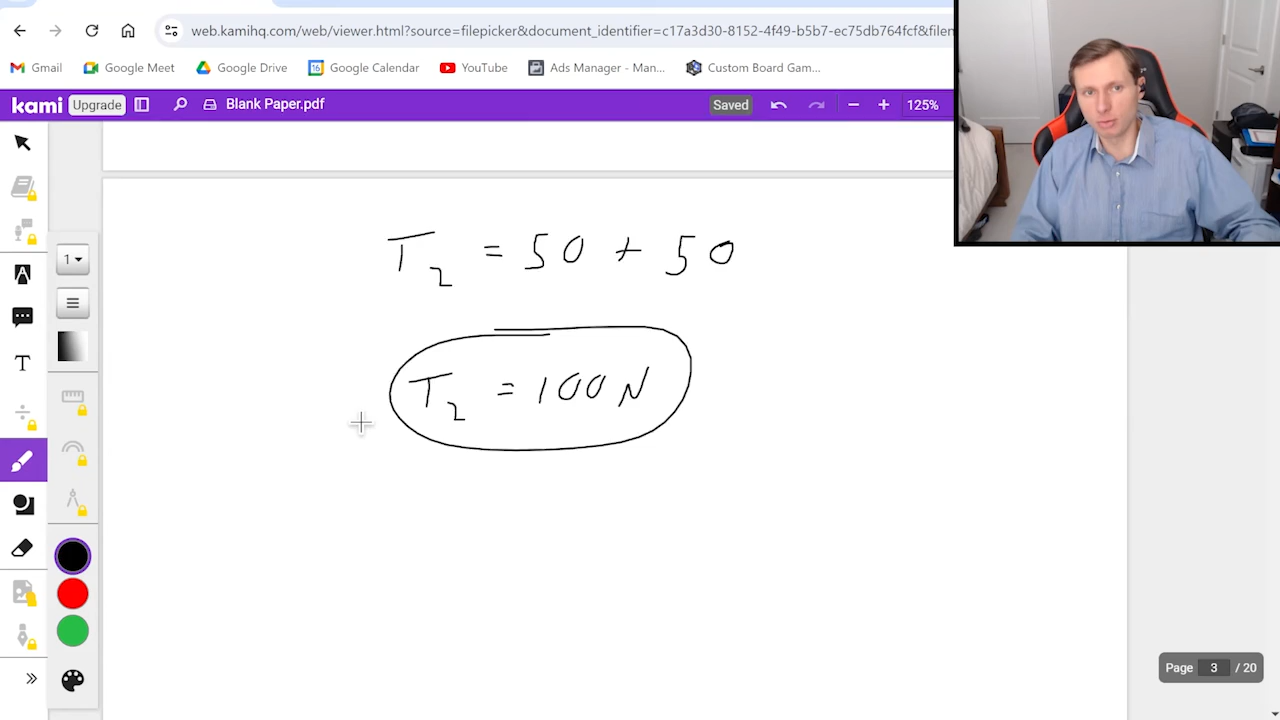 web.kamihq.com/web/viewer.html?source=filepicker&document_identifier=c17a3d30-8152-4f49-b5b7-ec75db764fcf&filen
Gmail
Google Meet
Google Drive
16
Google Calendar
YouTube
Ads Manager - Man...
Custom Board Gam...
kami
Upgrade
Blank Paper.pdf
Saved
125%
A
1
T
T₂ = 50 + 50
T₂ = 100 N
Page 3 / 20